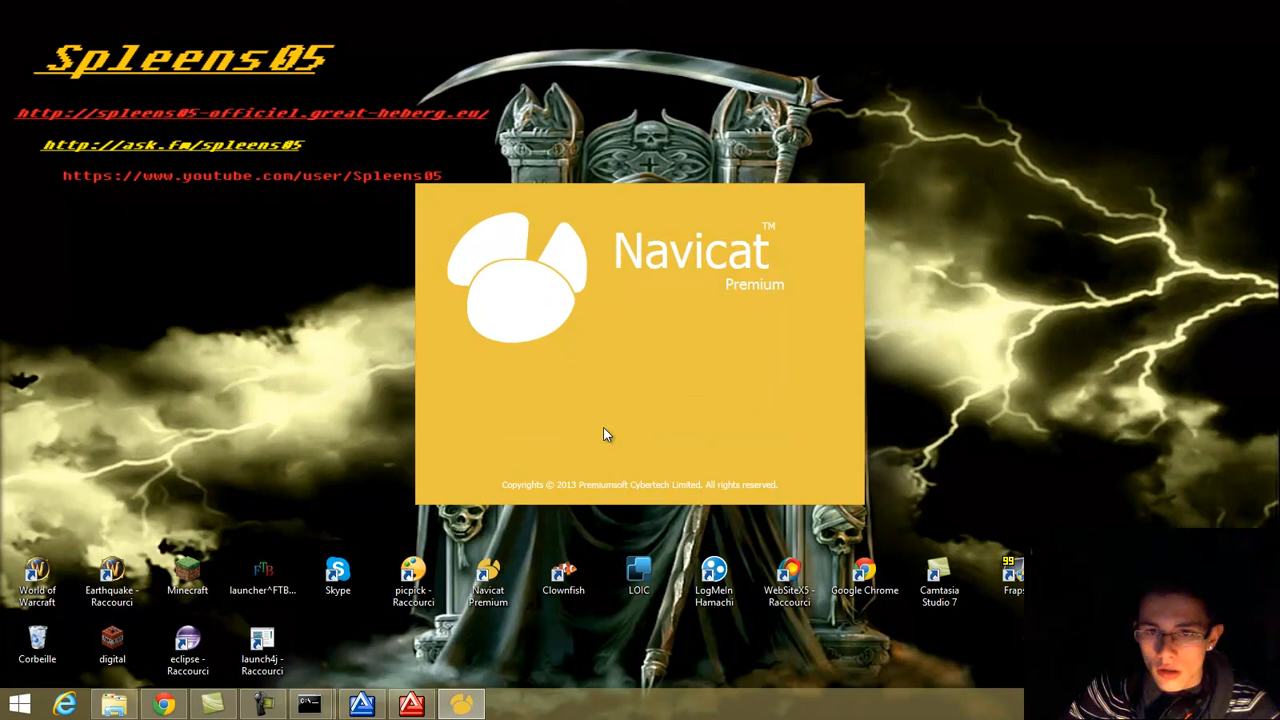 Spleens05
http://spleens05-officiel.great-heberg.eu/
http://ask.fm/spleens05
https://www.youtube.com/user/Spleens05
Navicat™
Premium
Copyrights © 2013 Premiumsoft Cybertech Limited. All rights reserved.
World of Warcraft
Earthquake - Raccourci
Minecraft
launcher^FTB...
Skype
picpick - Raccourci
Navicat Premium
Clownfish
LOIC
LogMeIn Hamachi
WebSiteX5 - Raccourci
Google Chrome
Camtasia Studio 7
99
Fraps
Corbeille
digital
eclipse - Raccourci
launch4j - Raccourci